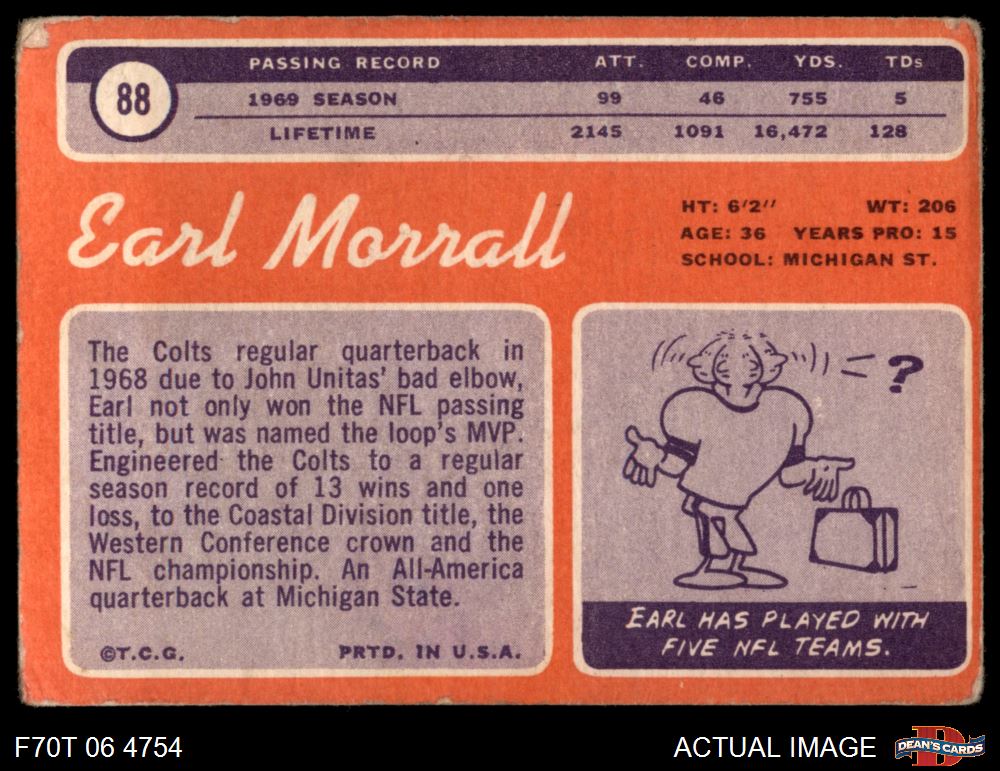 88
PASSING RECORD ATT. COMP. YDS. TDs
1969 SEASON 99 46 755 5
LIFETIME 2145 1091 16,472 128
Earl Morrall
HT: 6'2" WT: 206
AGE: 36 YEARS PRO: 15
SCHOOL: MICHIGAN ST.
The Colts regular quarterback in
1968 due to John Unitas' bad elbow,
Earl not only won the NFL passing
title, but was named the loop's MVP.
Engineered the Colts to a regular
season record of 13 wins and one
loss, to the Coastal Division title, the
Western Conference crown and the
NFL championship. An All-America
quarterback at Michigan State.
©T.C.G. PRTD. IN U.S.A.
= ?
EARL HAS PLAYED WITH
FIVE NFL TEAMS.
F70T 06 4754
ACTUAL IMAGE
D
DEAN'S CARDS